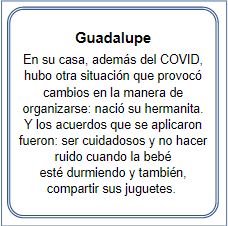 Guadalupe
En su casa, además del COVID,
hubo otra situación que provocó
cambios en la manera de
organizarse: nació su hermanita.
Y los acuerdos que se aplicaron
fueron: ser cuidadosos y no hacer
ruido cuando la bebé
esté durmiendo y también,
compartir sus juguetes.